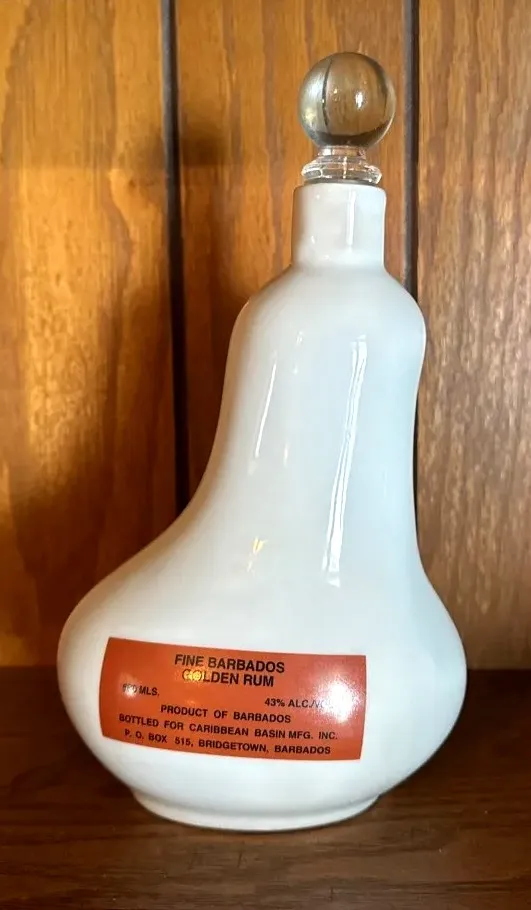 FINE BARBADOS
GOLDEN RUM
MLS.
43% ALC./VOL
PRODUCT OF BARBADOS
BOTTLED FOR CARIBBEAN BASIN MFG. INC.
P. O. BOX 515, BRIDGETOWN, BARBADOS